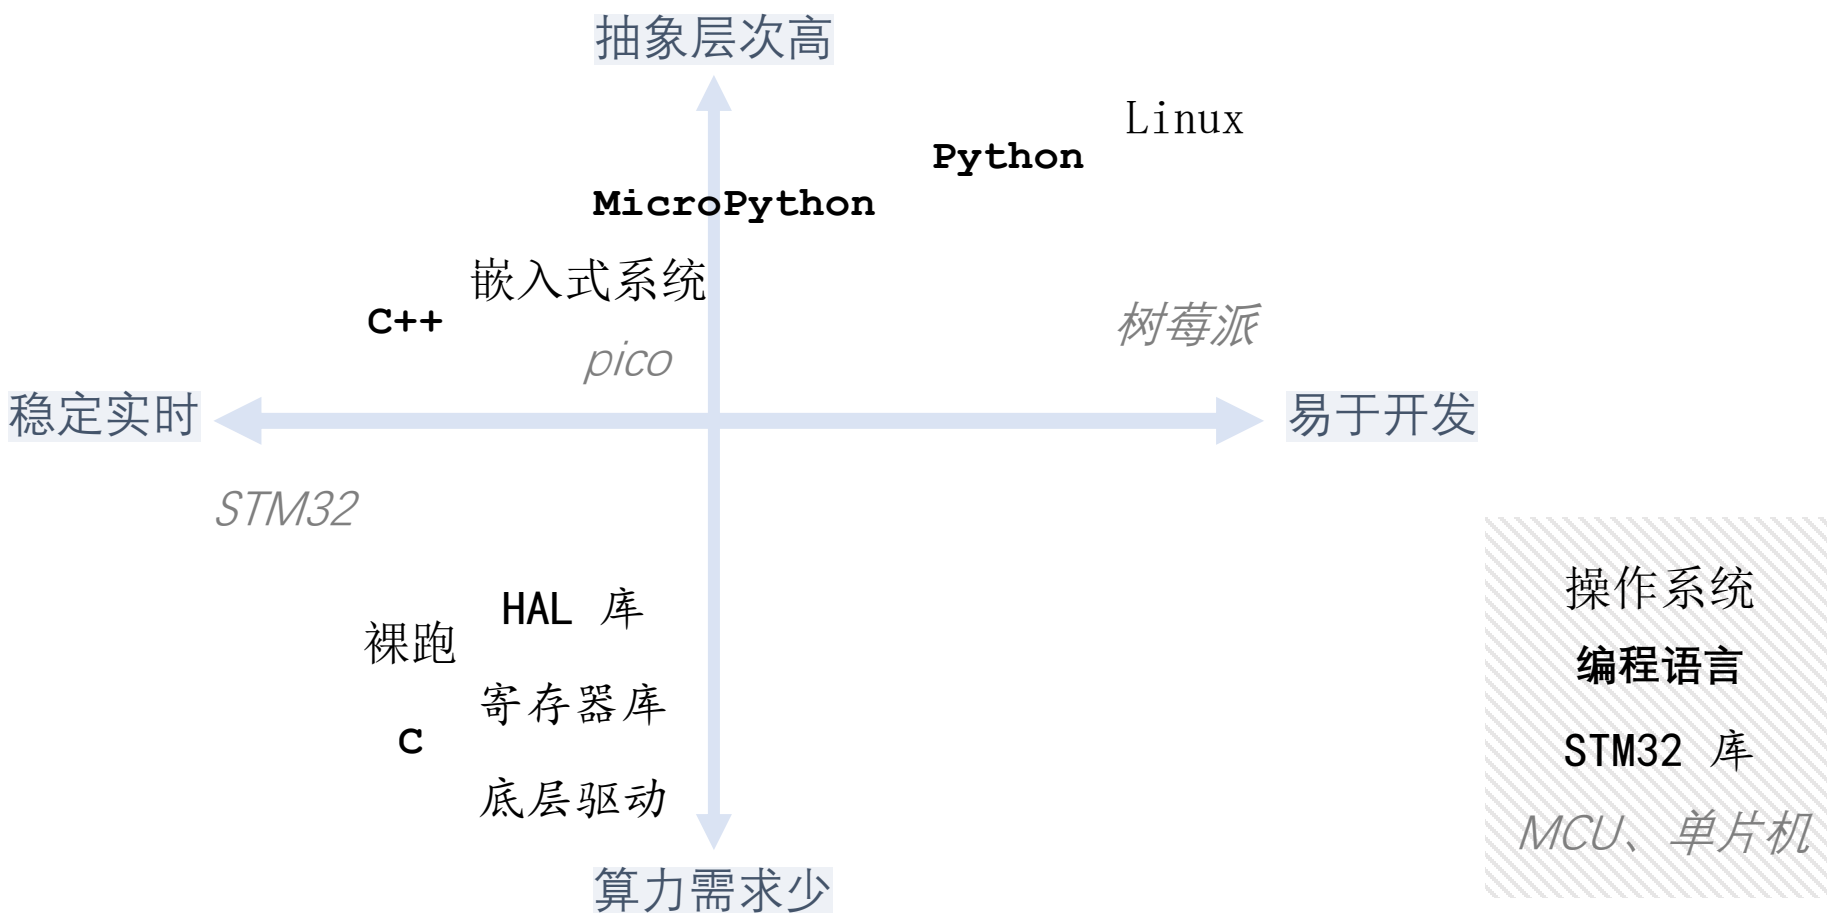 抽象层次高
Linux
Python
MicroPython
嵌入式系统
C++
树莓派
pico
稳定实时
易于开发
STM32
HAL 库
裸跑
寄存器库
C
底层驱动
算力需求少
操作系统
编程语言
STM32 库
MCU、单片机